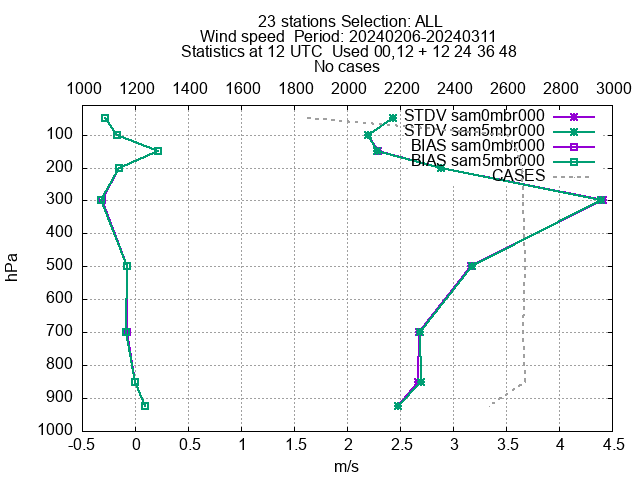 23 stations Selection: ALL
Wind speed  Period: 20240206-20240311
Statistics at 12 UTC  Used 00,12 + 12 24 36 48
No cases
1000 1200 1400 1600 1800 2000 2200 2400 2600 2800 3000
STDV sam0mbr000
STDV sam5mbr000
BIAS sam0mbr000
BIAS sam5mbr000
CASES
100
200
300
400
500
600
700
800
900
1000
hPa
-0.5 0 0.5 1 1.5 2 2.5 3 3.5 4 4.5
m/s